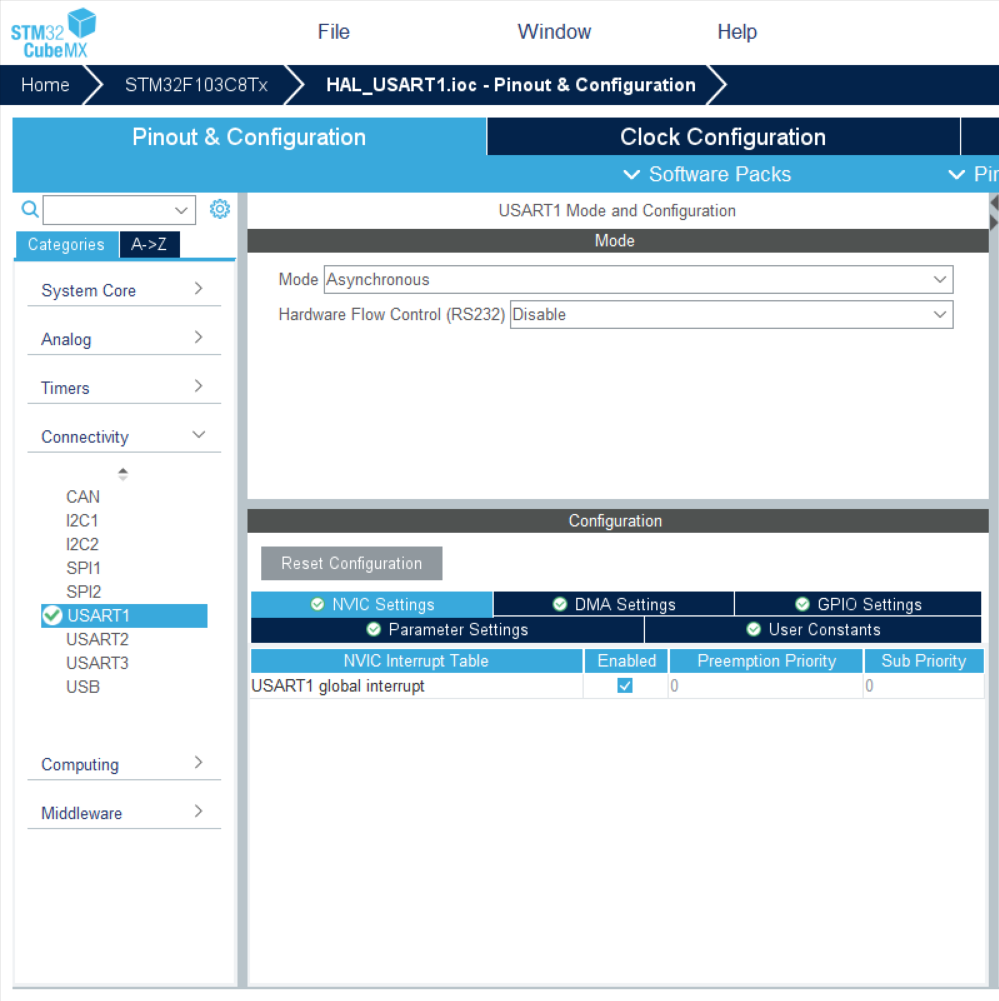 STM32
CubeMX
File
Window
Help
Home
STM32F103C8Tx
HAL_USART1.ioc - Pinout & Configuration
Pinout & Configuration
Clock Configuration
Software Packs
Pir
Categories
A->Z
System Core
Analog
Timers
Connectivity
CAN
I2C1
I2C2
SPI1
SPI2
USART1
USART2
USART3
USB
Computing
Middleware
USART1 Mode and Configuration
Mode
Mode Asynchronous
Hardware Flow Control (RS232) Disable
Configuration
Reset Configuration
NVIC Settings
DMA Settings
GPIO Settings
Parameter Settings
User Constants
NVIC Interrupt Table Enabled Preemption Priority Sub Priority
USART1 global interrupt 0 0